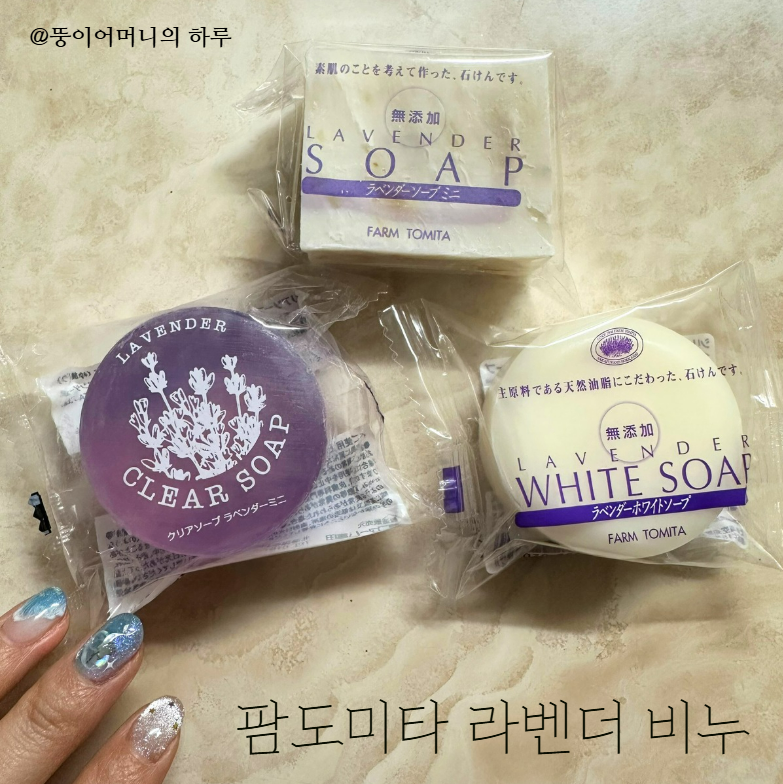 @뚱이어머니의 하루
素肌のことを考えて作った、石けんです。
無添加
LAVENDER
SOAP
ラベンダーソープ ミニ
FARM TOMITA
LAVENDER
CLEAR SOAP
クリアソープ ラベンダーミニ
主原料である天然油脂にこだわった、石けんです。
無添加
LAVENDER
WHITE SOAP
ラベンダーホワイトソープ
FARM TOMITA
팜도미타 라벤더 비누